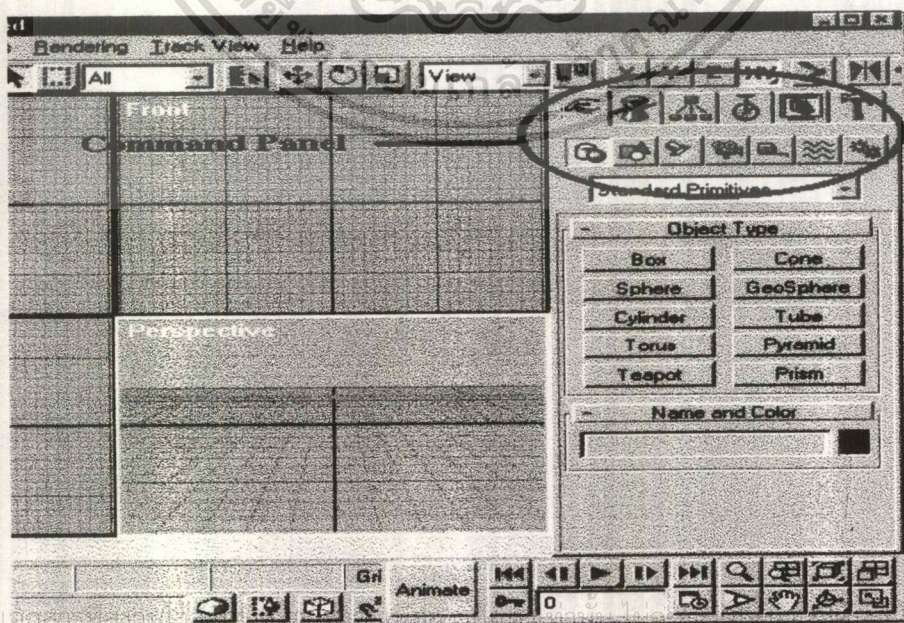 Rendering Track View Help
All View
Front
Command Panel
Standard Primitives
Object Type
Box Cone
Sphere GeoSphere
Cylinder Tube
Torus Pyramid
Teapot Prism
Perspective
Name and Color
Gri
Animate
0